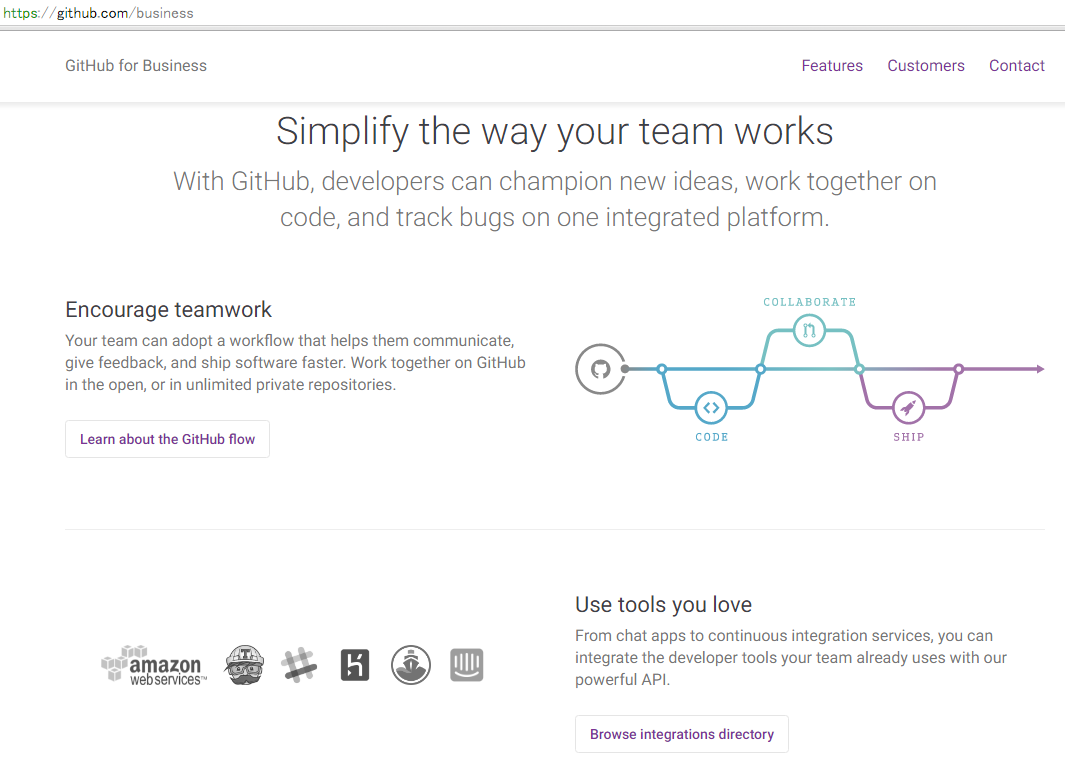 https://github.com/business
GitHub for Business
Features
Customers
Contact
Simplify the way your team works
With GitHub, developers can champion new ideas, work together on
code, and track bugs on one integrated platform.
Encourage teamwork
Your team can adopt a workflow that helps them communicate,
give feedback, and ship software faster. Work together on GitHub
in the open, or in unlimited private repositories.
Learn about the GitHub flow
COLLABORATE
CODE
SHIP
amazon
webservices™
Use tools you love
From chat apps to continuous integration services, you can
integrate the developer tools your team already uses with our
powerful API.
Browse integrations directory